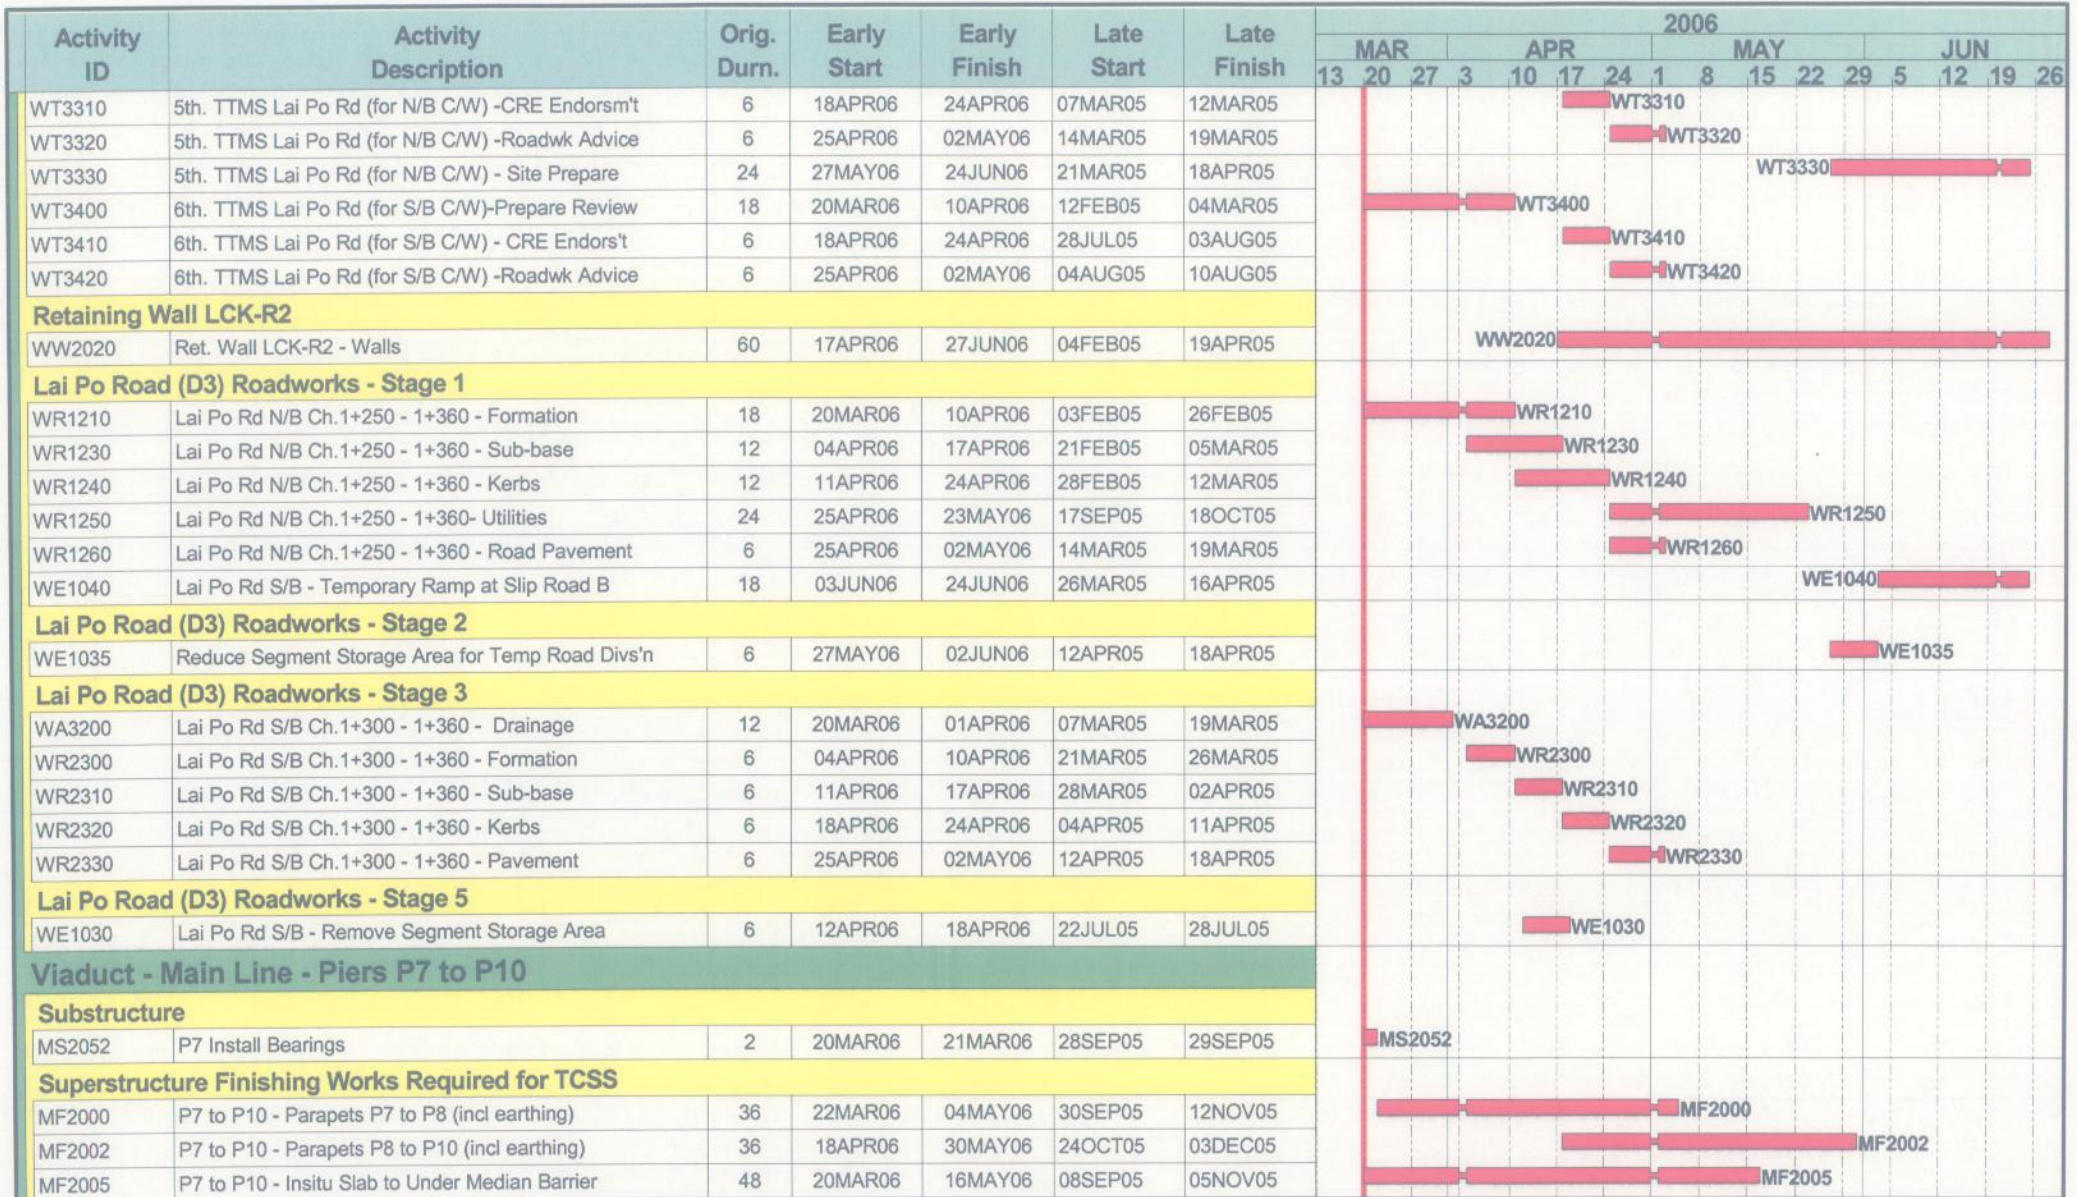 Activity ID Activity Description Orig. Durn. Early Start Early Finish Late Start Late Finish 2006
MAR APR MAY JUN
13 20 27 3 10 17 24 1 8 15 22 29 5 12 19 26
WT3310 5th. TTMS Lai Po Rd (for N/B C/W) -CRE Endorsm't 6 18APR06 24APR06 07MAR05 12MAR05 WT3310
WT3320 5th. TTMS Lai Po Rd (for N/B C/W) -Roadwk Advice 6 25APR06 02MAY06 14MAR05 19MAR05 WT3320
WT3330 5th. TTMS Lai Po Rd (for N/B C/W) - Site Prepare 24 27MAY06 24JUN06 21MAR05 18APR05 WT3330
WT3400 6th. TTMS Lai Po Rd (for S/B C/W)-Prepare Review 18 20MAR06 10APR06 12FEB05 04MAR05 WT3400
WT3410 6th. TTMS Lai Po Rd (for S/B C/W) - CRE Endors't 6 18APR06 24APR06 28JUL05 03AUG05 WT3410
WT3420 6th. TTMS Lai Po Rd (for S/B C/W) -Roadwk Advice 6 25APR06 02MAY06 04AUG05 10AUG05 WT3420
Retaining Wall LCK-R2
WW2020 Ret. Wall LCK-R2 - Walls 60 17APR06 27JUN06 04FEB05 19APR05 WW2020
Lai Po Road (D3) Roadworks - Stage 1
WR1210 Lai Po Rd N/B Ch.1+250 - 1+360 - Formation 18 20MAR06 10APR06 03FEB05 26FEB05 WR1210
WR1230 Lai Po Rd N/B Ch.1+250 - 1+360 - Sub-base 12 04APR06 17APR06 21FEB05 05MAR05 WR1230
WR1240 Lai Po Rd N/B Ch.1+250 - 1+360 - Kerbs 12 11APR06 24APR06 28FEB05 12MAR05 WR1240
WR1250 Lai Po Rd N/B Ch.1+250 - 1+360- Utilities 24 25APR06 23MAY06 17SEP05 18OCT05 WR1250
WR1260 Lai Po Rd N/B Ch.1+250 - 1+360 - Road Pavement 6 25APR06 02MAY06 14MAR05 19MAR05 WR1260
WE1040 Lai Po Rd S/B - Temporary Ramp at Slip Road B 18 03JUN06 24JUN06 26MAR05 16APR05 WE1040
Lai Po Road (D3) Roadworks - Stage 2
WE1035 Reduce Segment Storage Area for Temp Road Divs'n 6 27MAY06 02JUN06 12APR05 18APR05 WE1035
Lai Po Road (D3) Roadworks - Stage 3
WA3200 Lai Po Rd S/B Ch.1+300 - 1+360 - Drainage 12 20MAR06 01APR06 07MAR05 19MAR05 WA3200
WR2300 Lai Po Rd S/B Ch.1+300 - 1+360 - Formation 6 04APR06 10APR06 21MAR05 26MAR05 WR2300
WR2310 Lai Po Rd S/B Ch.1+300 - 1+360 - Sub-base 6 11APR06 17APR06 28MAR05 02APR05 WR2310
WR2320 Lai Po Rd S/B Ch.1+300 - 1+360 - Kerbs 6 18APR06 24APR06 04APR05 11APR05 WR2320
WR2330 Lai Po Rd S/B Ch.1+300 - 1+360 - Pavement 6 25APR06 02MAY06 12APR05 18APR05 WR2330
Lai Po Road (D3) Roadworks - Stage 5
WE1030 Lai Po Rd S/B - Remove Segment Storage Area 6 12APR06 18APR06 22JUL05 28JUL05 WE1030
Viaduct - Main Line - Piers P7 to P10
Substructure
MS2052 P7 Install Bearings 2 20MAR06 21MAR06 28SEP05 29SEP05 MS2052
Superstructure Finishing Works Required for TCSS
MF2000 P7 to P10 - Parapets P7 to P8 (incl earthing) 36 22MAR06 04MAY06 30SEP05 12NOV05 MF2000
MF2002 P7 to P10 - Parapets P8 to P10 (incl earthing) 36 18APR06 30MAY06 24OCT05 03DEC05 MF2002
MF2005 P7 to P10 - Insitu Slab to Under Median Barrier 48 20MAR06 16MAY06 08SEP05 05NOV05 MF2005